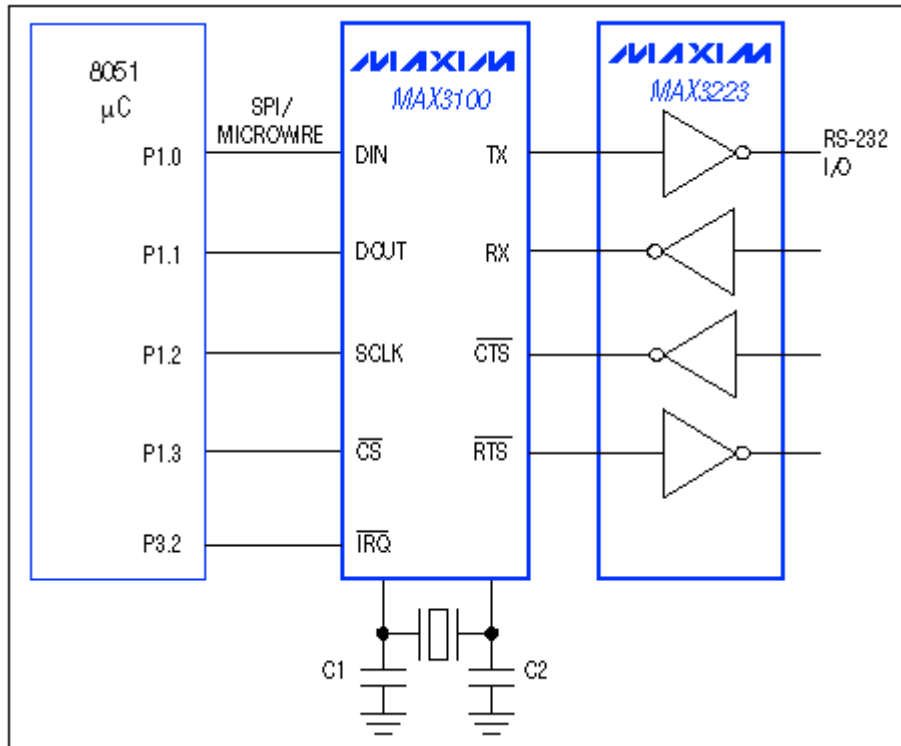 8051
μC
P1.0
P1.1
P1.2
P1.3
P3.2
SPI/
MICROWIRE
MAXIM
MAX3100
DIN
DOUT
SCLK
CS
IRQ
TX
RX
CTS
RTS
MAXIM
MAX3223
RS-232
I/O
C1
C2